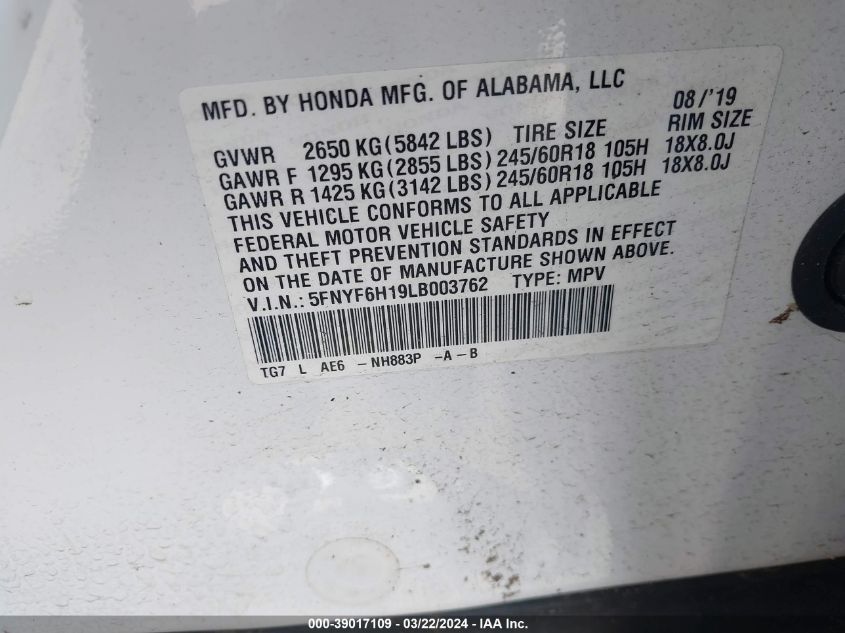 MFD. BY HONDA MFG. OF ALABAMA, LLC 08/'19
GVWR 2650 KG (5842 LBS) TIRE SIZE RIM SIZE
GAWR F 1295 KG (2855 LBS) 245/60R18 105H 18X8.0J
GAWR R 1425 KG (3142 LBS) 245/60R18 105H 18X8.0J
THIS VEHICLE CONFORMS TO ALL APPLICABLE
FEDERAL MOTOR VEHICLE SAFETY
AND THEFT PREVENTION STANDARDS IN EFFECT
ON THE DATE OF MANUFACTURE SHOWN ABOVE.
V.I.N.: 5FNYF6H19LB003762 TYPE: MPV
TG7 L AE6 -NH883P -A-B
000-39017109 - 03/22/2024 - IAA Inc.